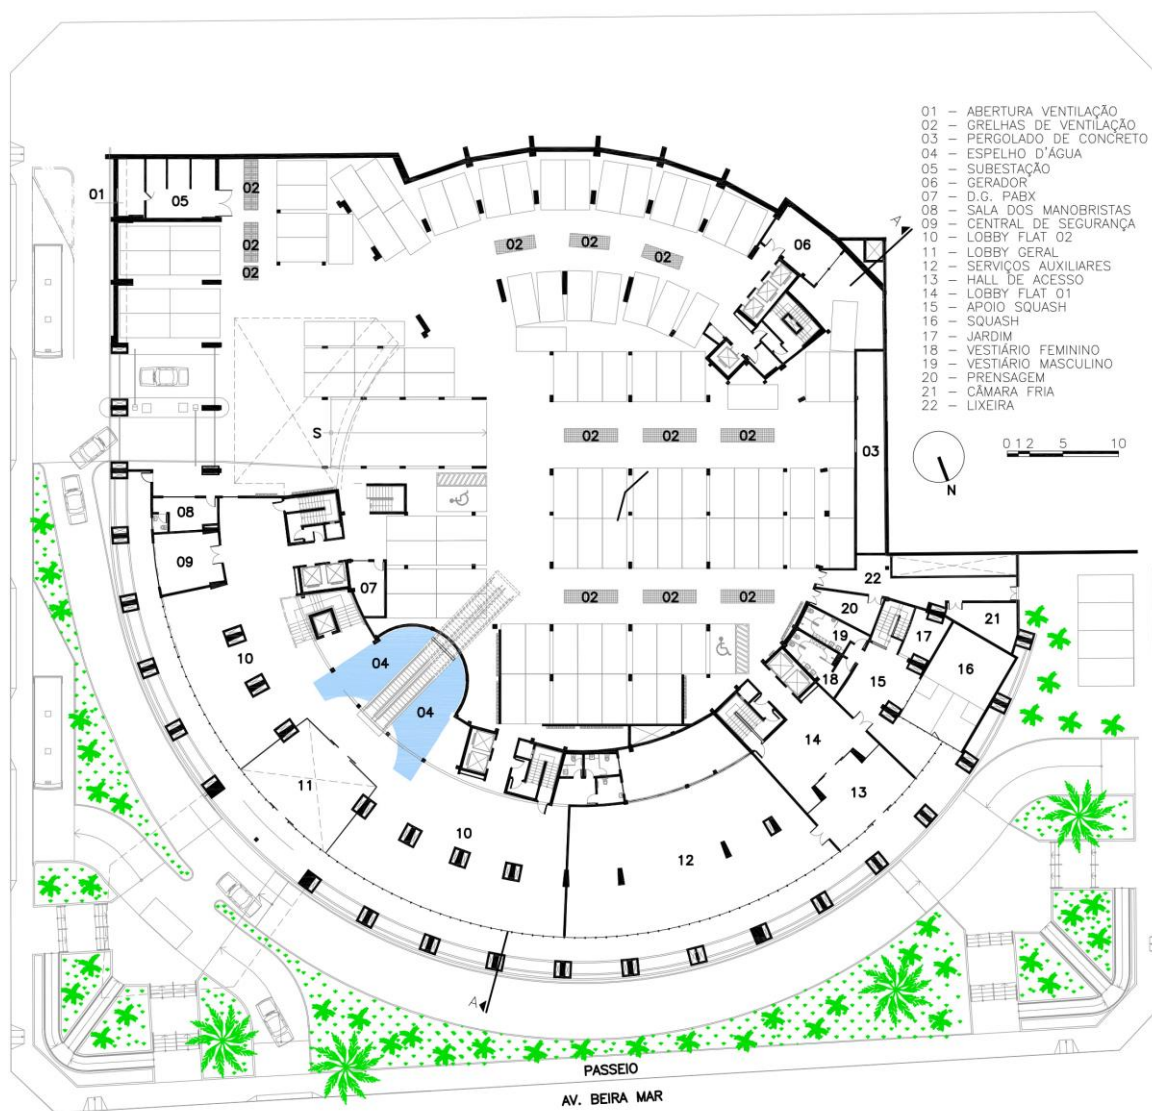 01 – ABERTURA VENTILAÇÃO
02 – GRELHAS DE VENTILAÇÃO
03 – PERGOLADO DE CONCRETO
04 – ESPELHO D'ÁGUA
05 – SUBESTAÇÃO
06 – GERADOR
07 – D.G. PABX
08 – SALA DOS MANOBRISTAS
09 – CENTRAL DE SEGURANÇA
10 – LOBBY FLAT 02
11 – LOBBY GERAL
12 – SERVIÇOS AUXILIARES
13 – HALL DE ACESSO
14 – LOBBY FLAT 01
15 – APOIO SQUASH
16 – SQUASH
17 – JARDIM
18 – VESTIÁRIO FEMININO
19 – VESTIÁRIO MASCULINO
20 – PRENSAGEM
21 – CÂMARA FRIA
22 – LIXEIRA
0 1 2 5 10
N
A
01
05
02
02
02
02
02
02
06
S
02 02 02
03
08
09
07
22
02 02 02
20
21
19
17
10
04
18
15
16
04
14
11
13
10
12
A
PASSEIO
AV. BEIRA MAR